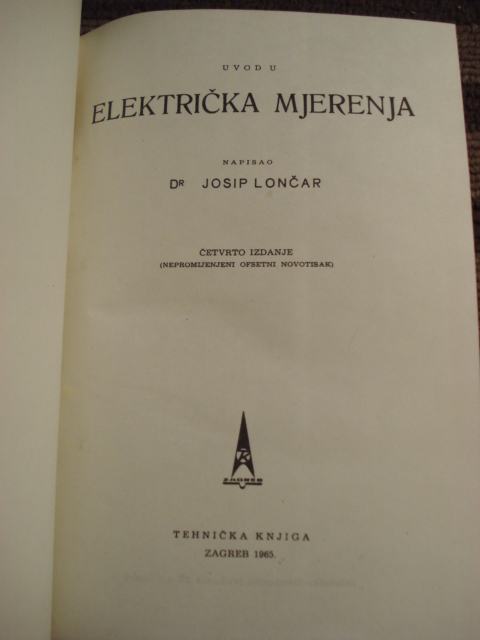 UVOD U
ELEKTRIČKA MJERENJA
NAPISAO
DR JOSIP LONČAR
ČETVRTO IZDANJE
(NEPROMIJENJENI OFSETNI NOVOTISAK)
ZAGREB
TEHNIČKA KNJIGA
ZAGREB 1965.